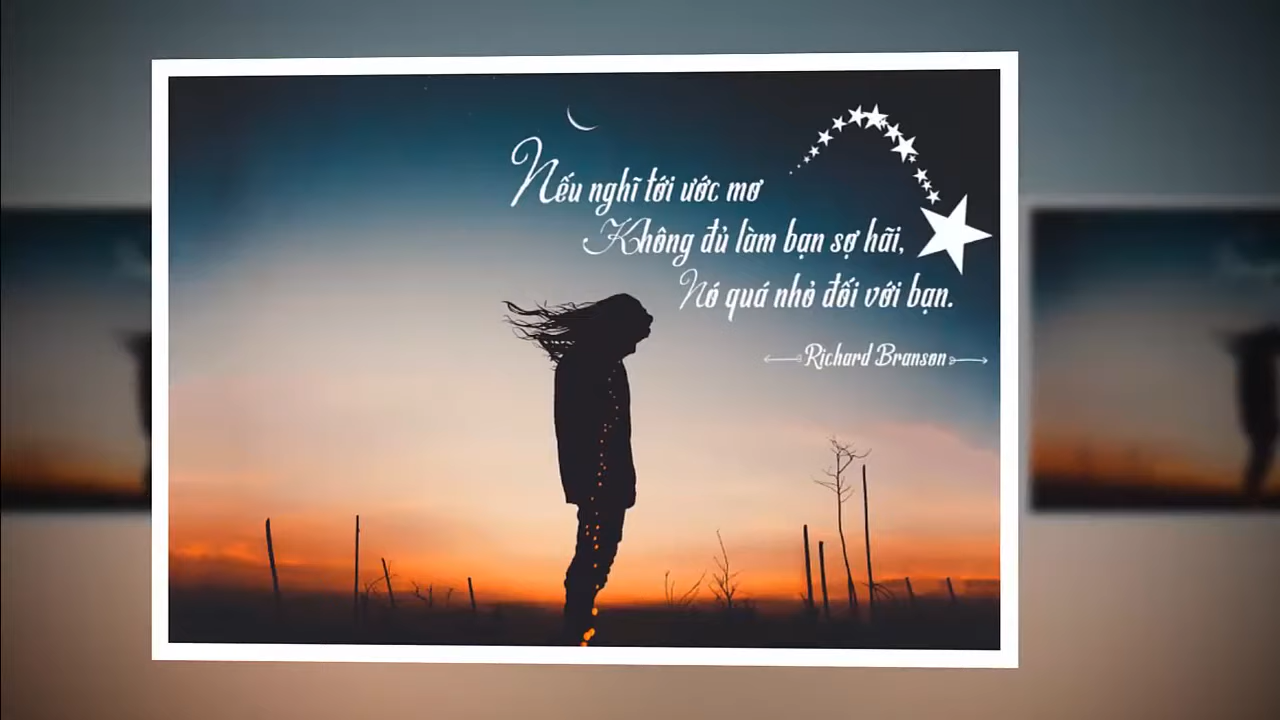 Nếu nghĩ tới ước mơ
Không đủ làm bạn sợ hãi,
Nó quá nhỏ đối với bạn.
Richard Branson